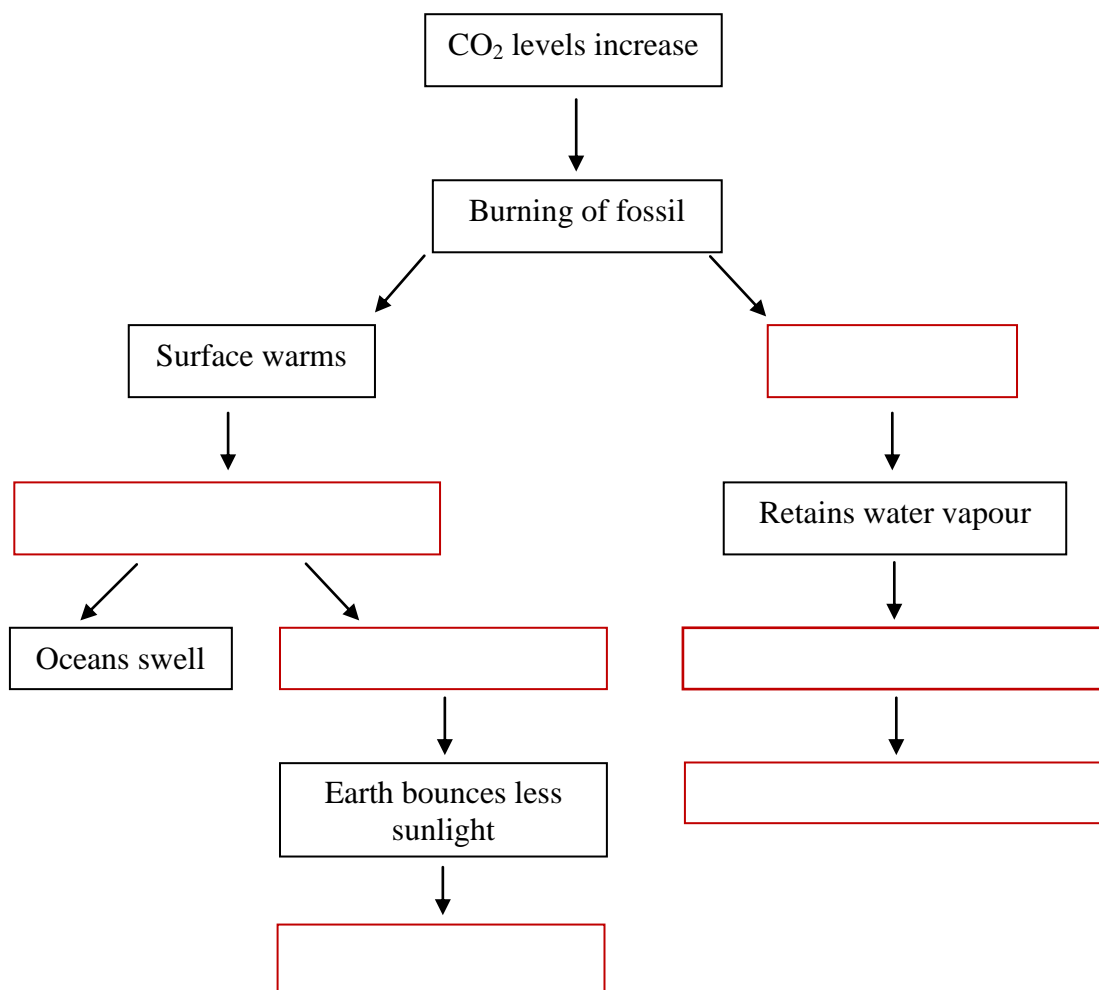 CO₂ levels increase
Burning of fossil
Surface warms
Retains water vapour
Oceans swell
Earth bounces less
sunlight